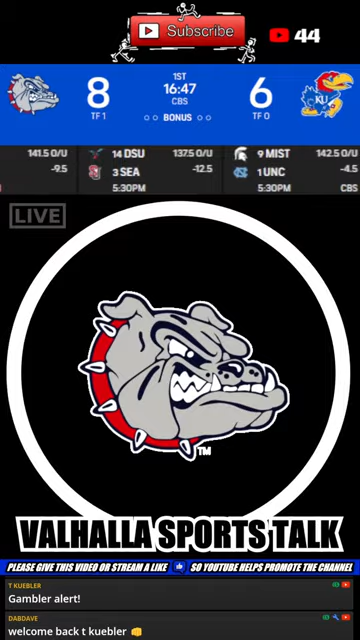 Subscribe
44
8
1ST
16:47
CBS
6
TF 1
BONUS
TF 0
KU
141.5 O/U
14 DSU
137.5 O/U
9 MIST
142.5 O/U
-9.5
3 SEA
-12.5
1 UNC
-4.5
5:30PM
5:30PM
CBS
LIVE
TM
VALHALLA SPORTS TALK
PLEASE GIVE THIS VIDEO OR STREAM A LIKE SO YOUTUBE HELPS PROMOTE THE CHANNEL
T KUEBLER
Gambler alert!
DABDAVE
welcome back t kuebler